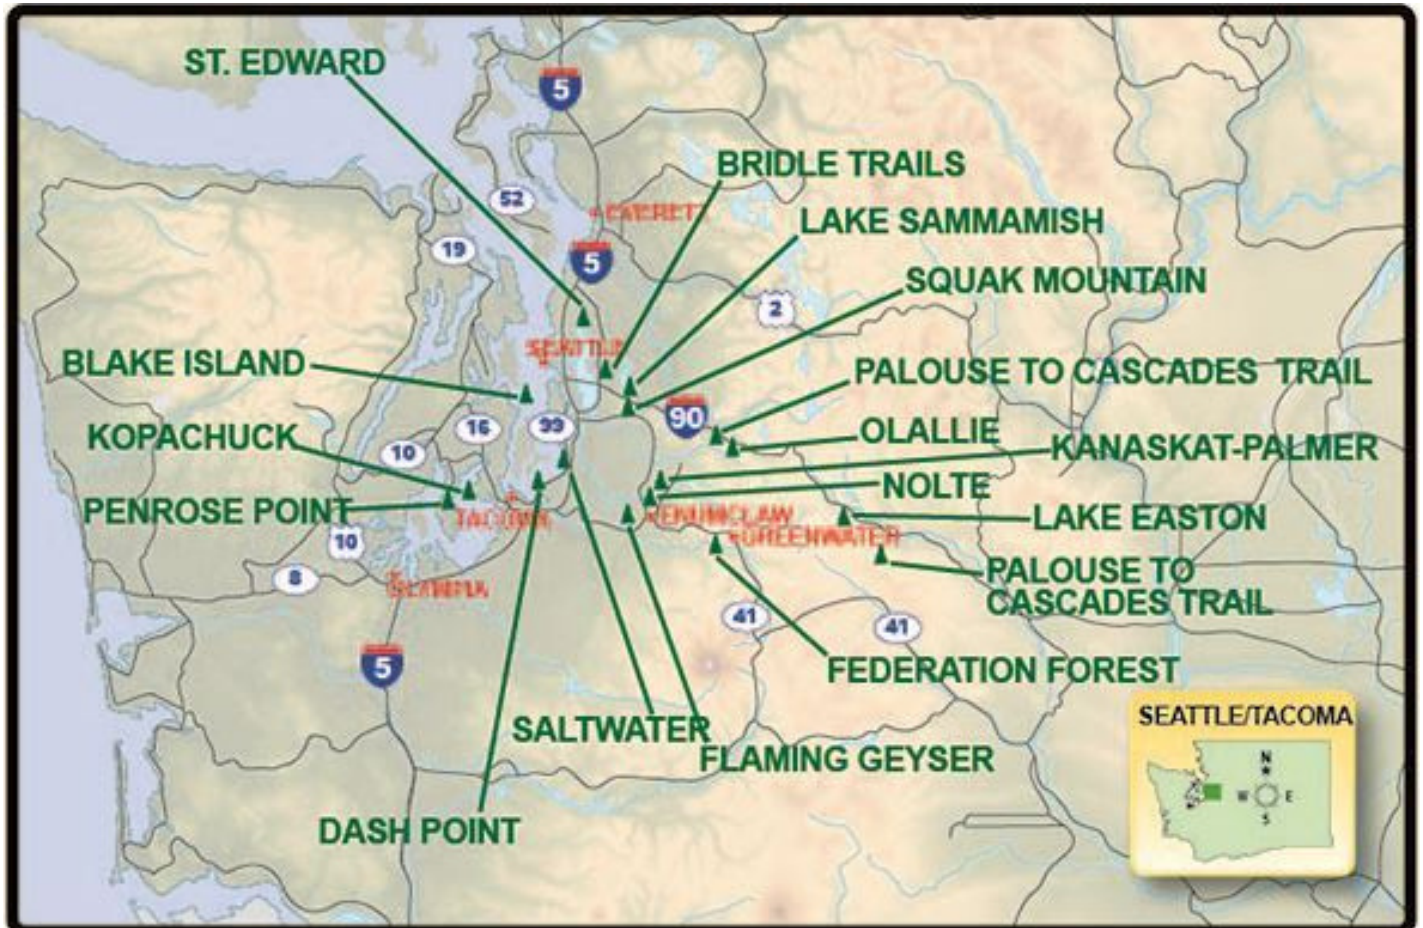 ST. EDWARD
5
BRIDLE TRAILS
52
EVERETT
LAKE SAMMAMISH
19
5
SQUAK MOUNTAIN
2
SEATTLE
BLAKE ISLAND
PALOUSE TO CASCADES TRAIL
90
16
99
OLALLIE
KOPACHUCK
KANASKAT-PALMER
10
NOLTE
PENROSE POINT
TACOMA
ENUMCLAW
LAKE EASTON
GREENWATER
10
8
OLYMPIA
PALOUSE TO
CASCADES TRAIL
41
41
5
FEDERATION FOREST
SALTWATER
FLAMING GEYSER
DASH POINT
SEATTLE/TACOMA
N
W E
S